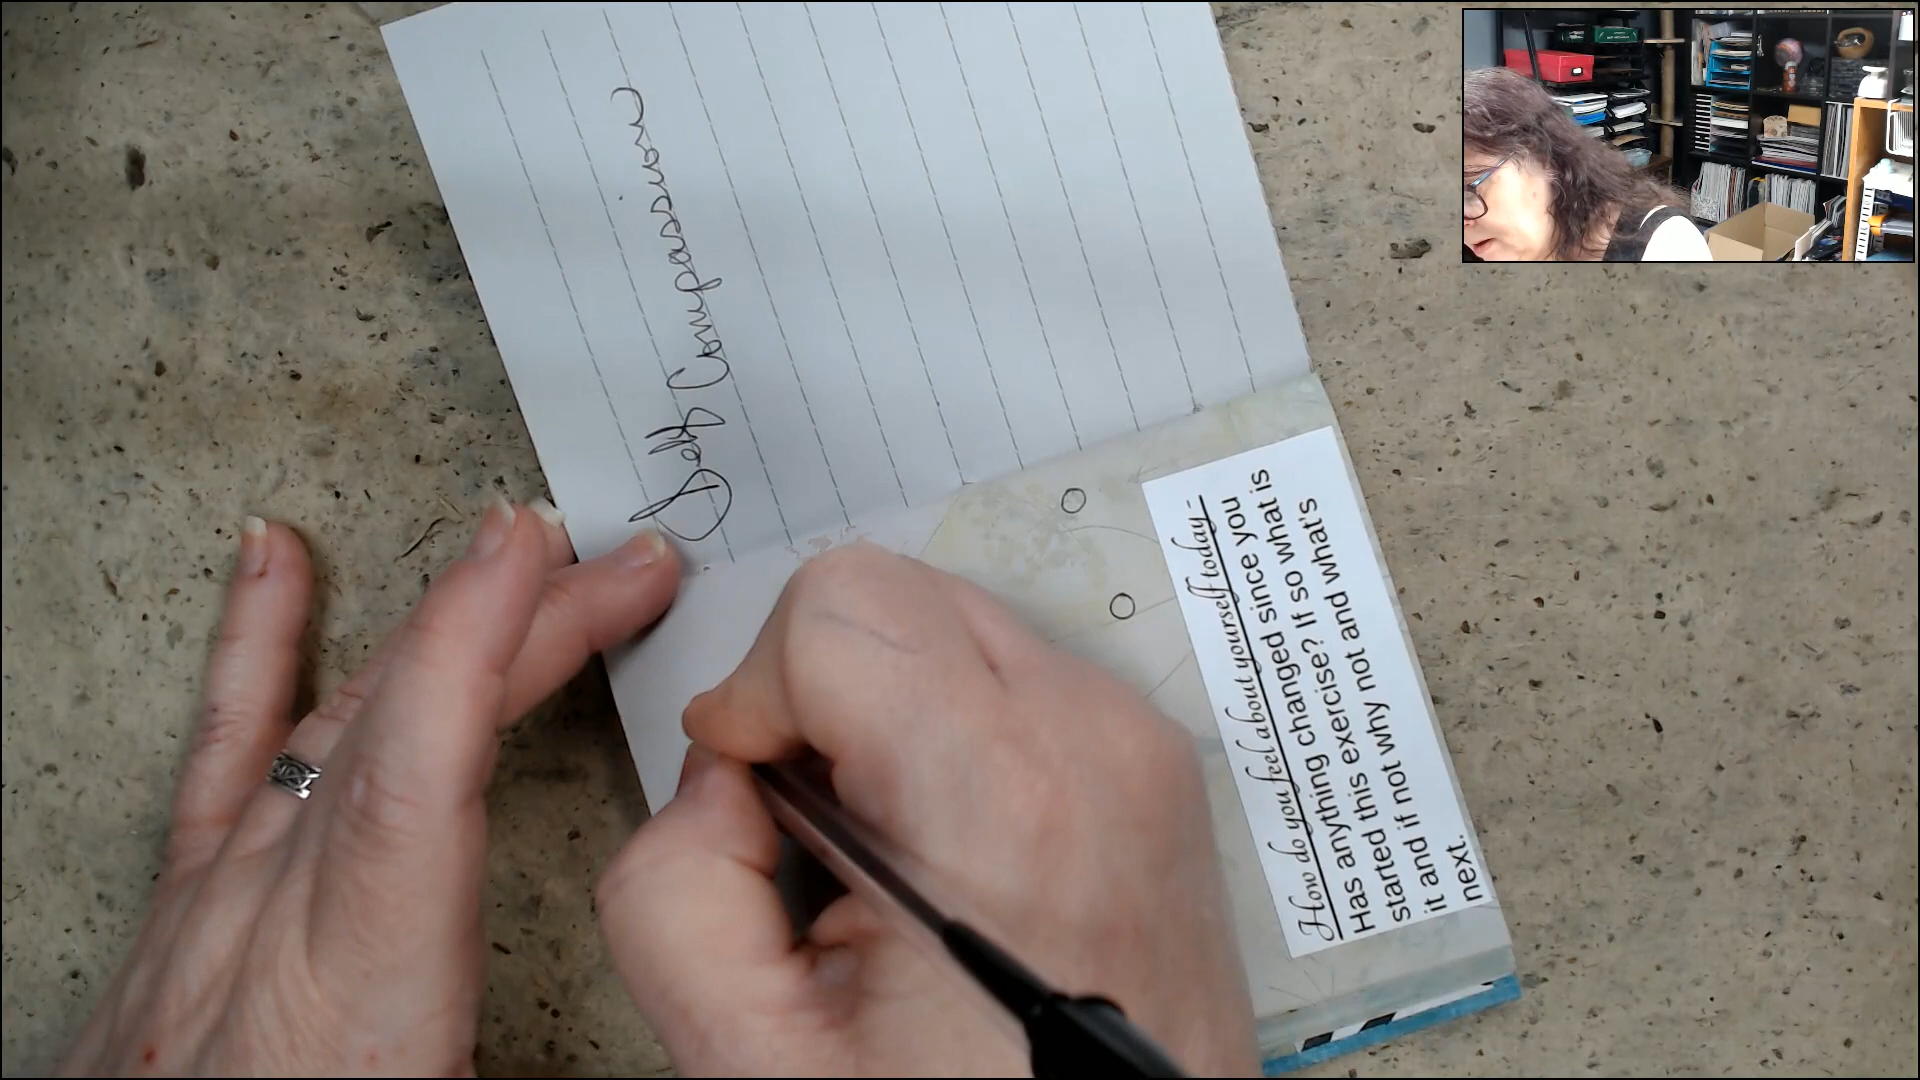 Self Compassion
How do you feel about yourself today -
Has anything changed since you
started this exercise? If so what is
it and if not why not and what's
next.